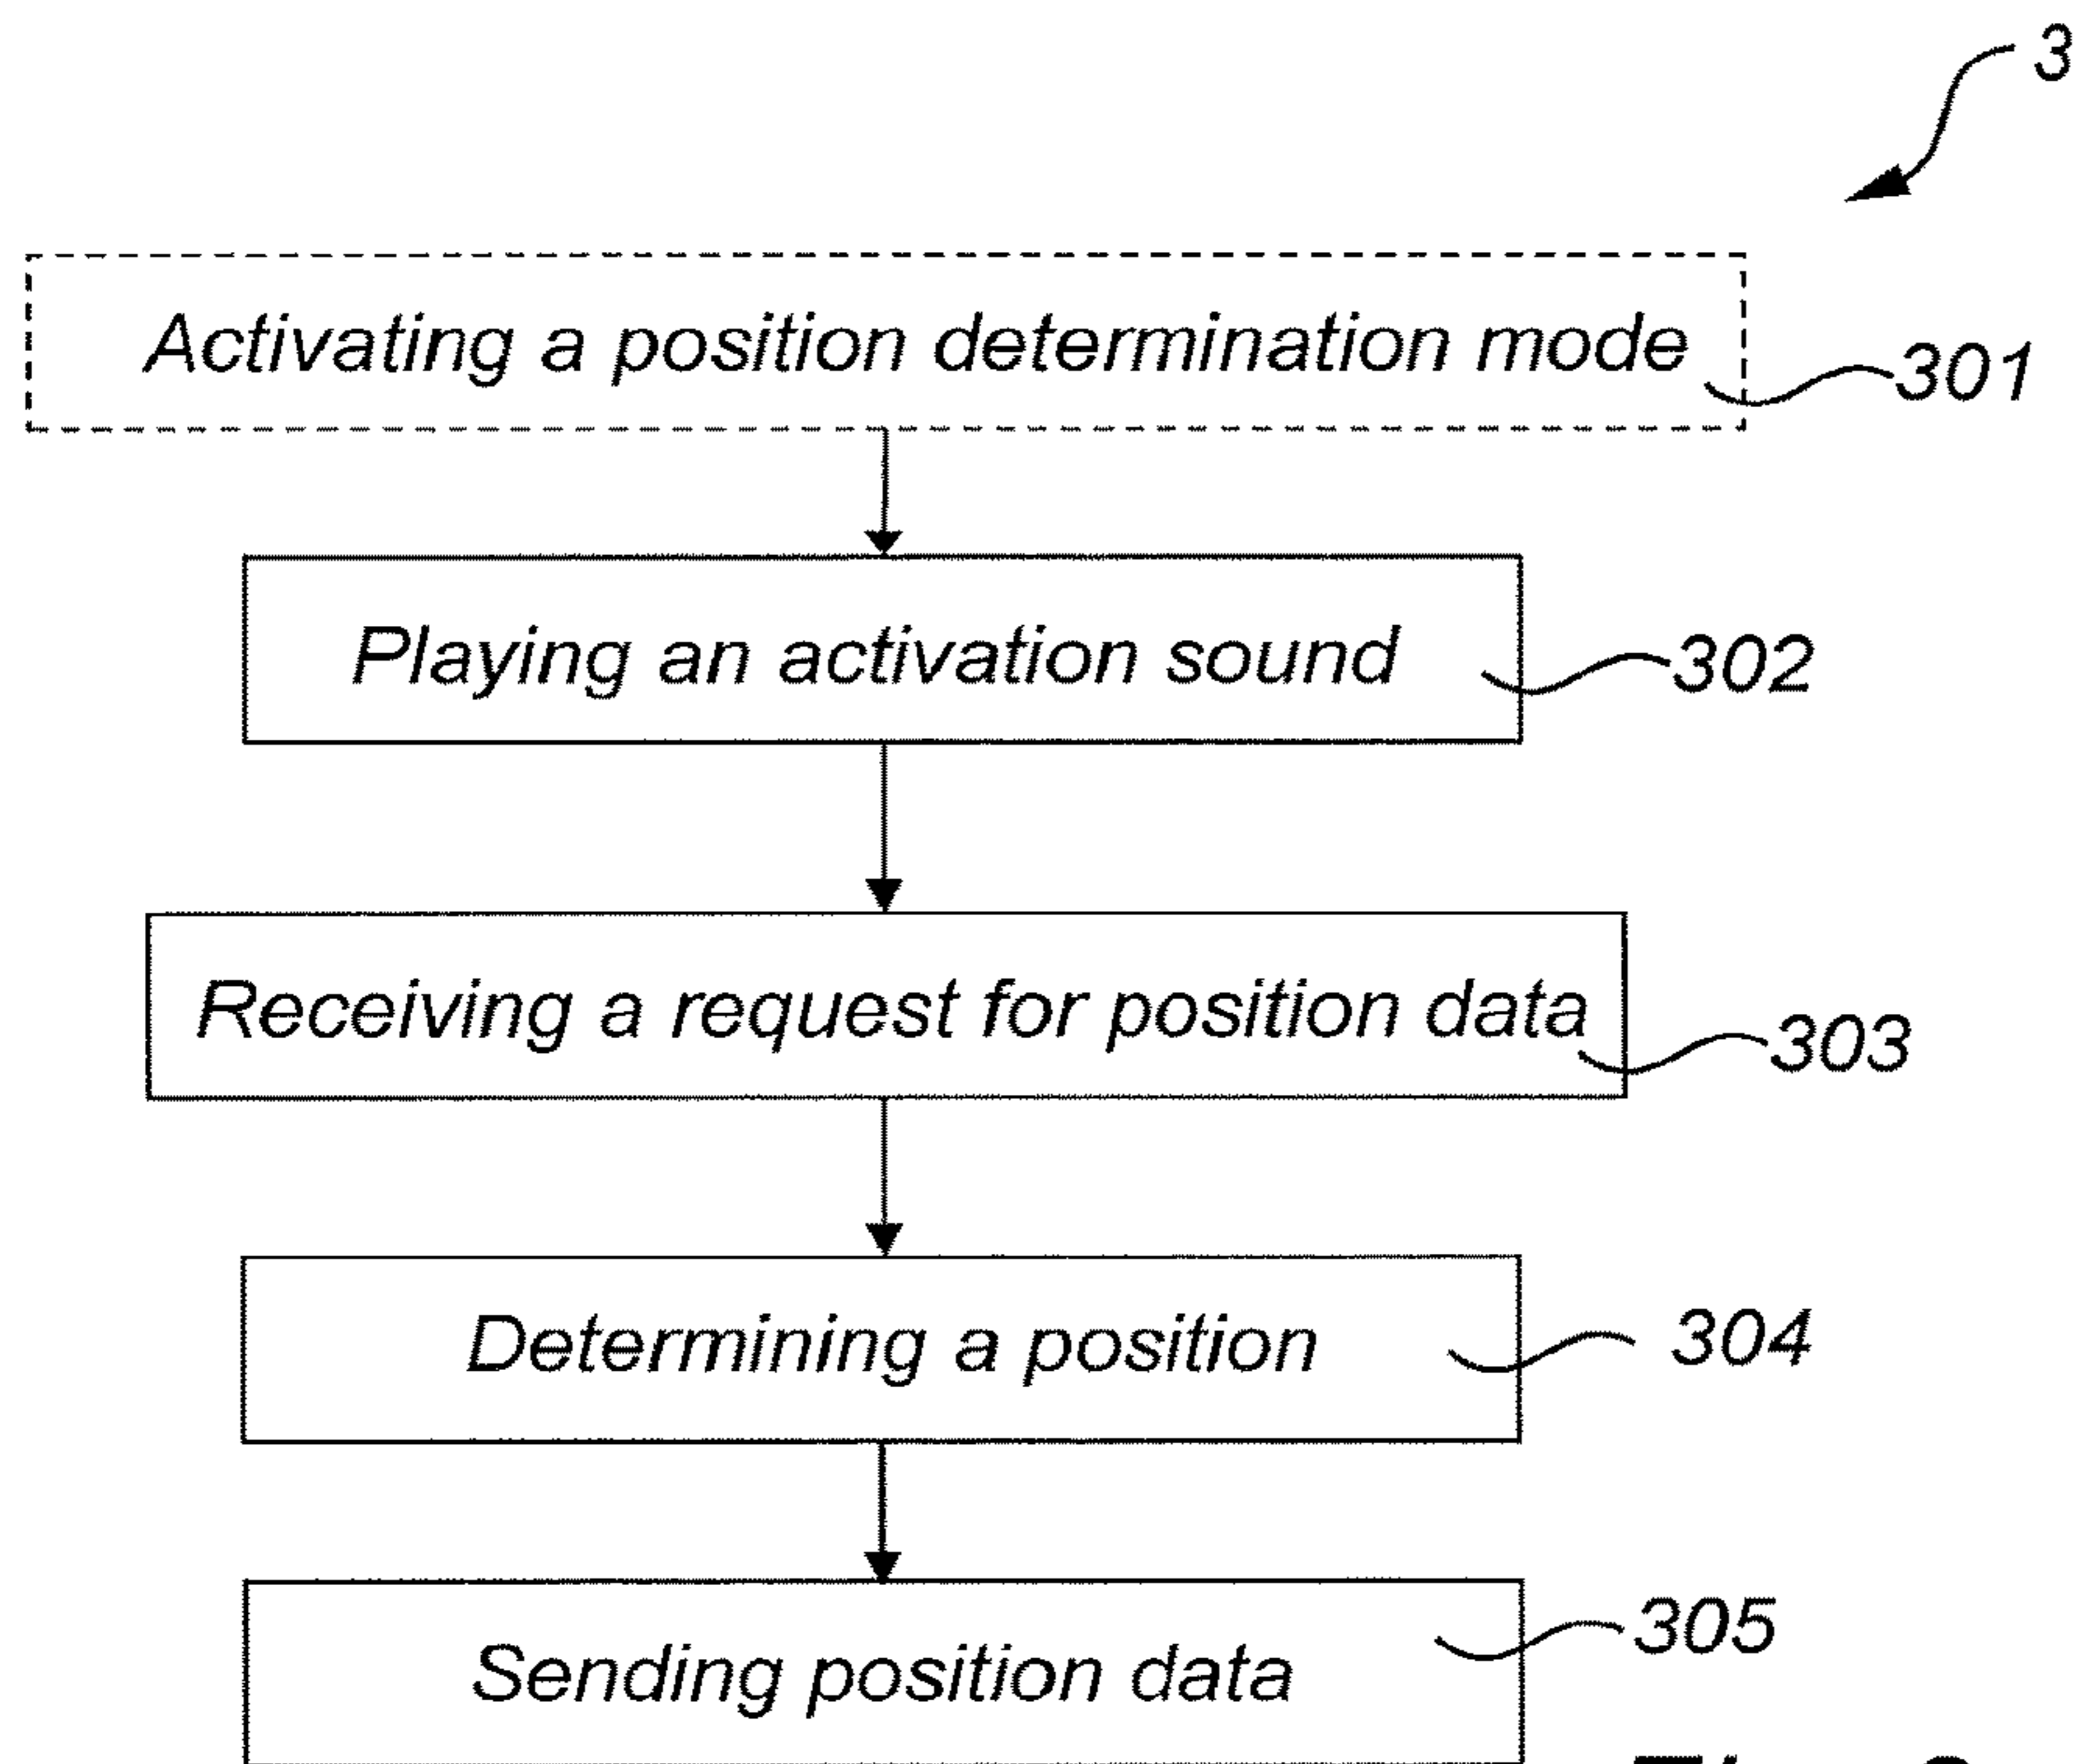 3
Activating a position determination mode
301
Playing an activation sound
302
Receiving a request for position data
303
Determining a position
304
305
Sending position data